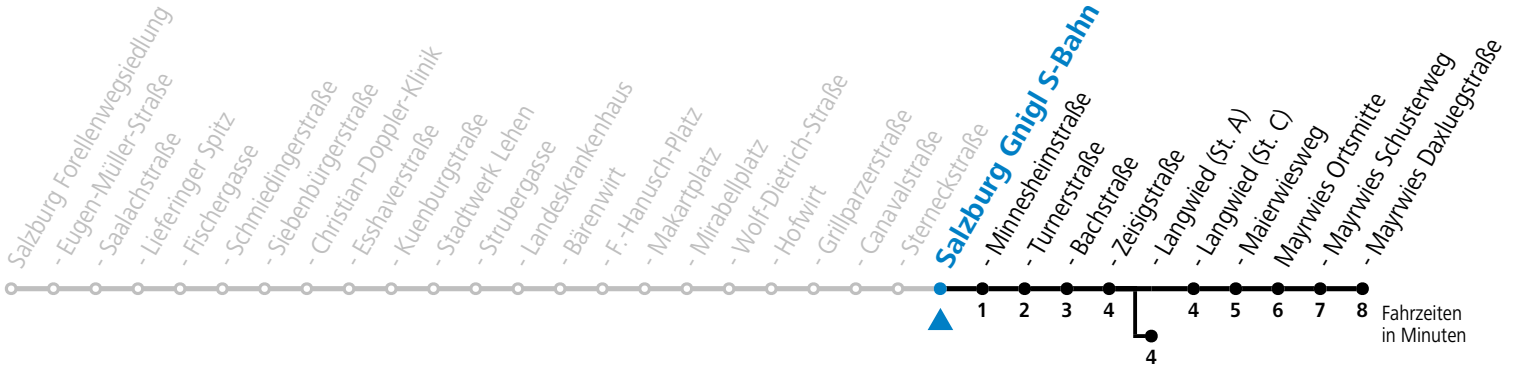 Salzburg Forellenwegsiedlung
- Eugen-Müller-Straße
- Saalachstraße
- Lieferinger Spitz
- Fischergasse
- Schmiedingerstraße
- Siebenbürgerstraße
- Christian-Doppler-Klinik
- Esshaverstraße
- Kuenburgstraße
- Stadtwerk Lehen
- Strubergasse
- Landeskrankenhaus
- Bärenwirt
- F.-Hanusch-Platz
- Makartplatz
- Mirabellplatz
- Wolf-Dietrich-Straße
- Hofwirt
- Grillparzerstraße
- Canavalstraße
- Sterneckstraße
Salzburg Gnigl S-Bahn
- Minnesheimstraße
- Turnerstraße
- Bachstraße
- Zeisigstraße
- Langwied (St. A)
- Langwied (St. C)
- Maierwiesweg
Mayrwies Ortsmitte
- Mayrwies Schusterweg
- Mayrwies Daxluegstraße
1 2 3 4 4 5 6 7 8 Fahrzeiten
in Minuten
4